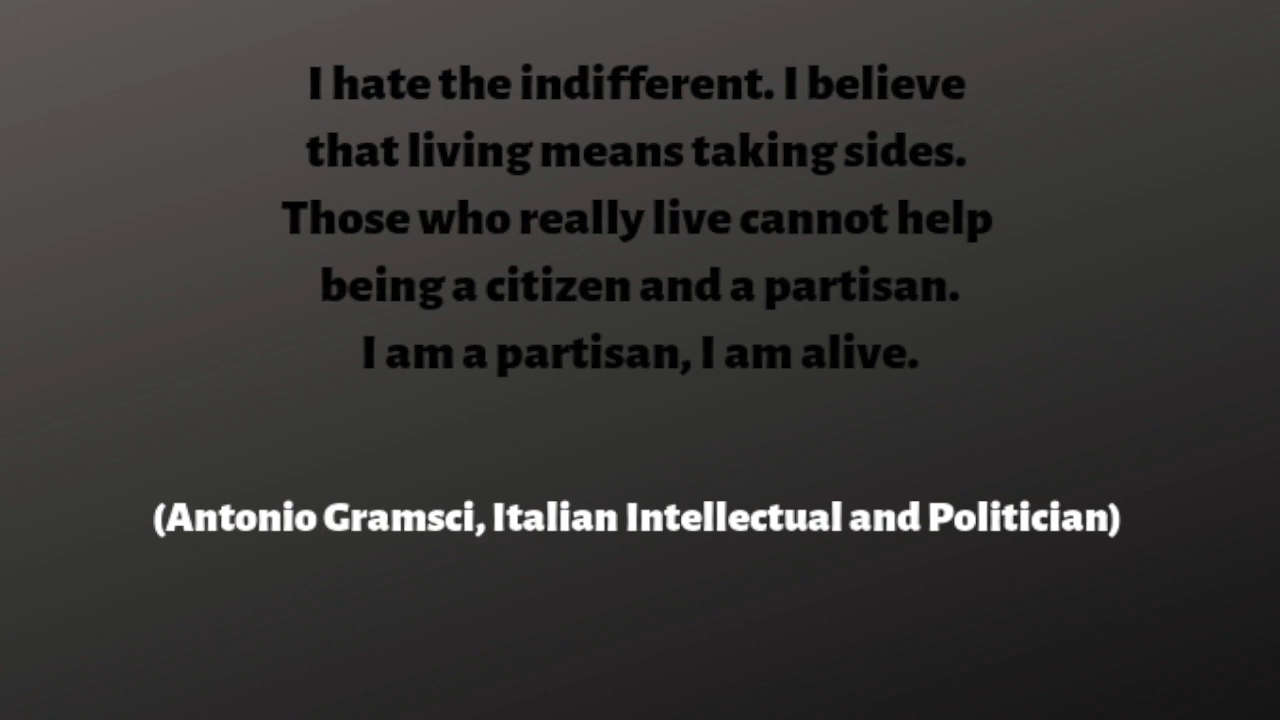 I hate the indifferent. I believe
that living means taking sides.
Those who really live cannot help
being a citizen and a partisan.
I am a partisan, I am alive.
(Antonio Gramsci, Italian Intellectual and Politician)